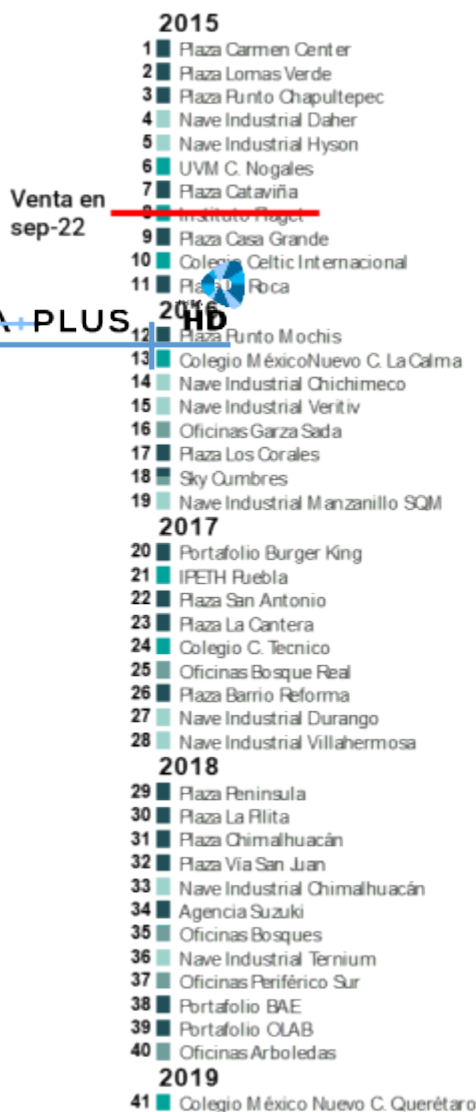 2015
1 Plaza Carmen Center
2 Plaza Lomas Verde
3 Plaza Punto Chapultepec
4 Nave Industrial Daher
5 Nave Industrial Hyson
6 UVM C. Nogales
7 Plaza Cataviña
Venta en
sep-22
8 Instituto Piaget
9 Plaza Casa Grande
10 Colegio Celtic Internacional
11 Plaza Roca
2016
PLUS HD
12 Plaza Punto Mochis
13 Colegio MéxicoNuevo C. La Calma
14 Nave Industrial Chichimeco
15 Nave Industrial Veritiv
16 Oficinas Garza Sada
17 Plaza Los Corales
18 Sky Cumbres
19 Nave Industrial Manzanillo SQM
2017
20 Portafolio Burger King
21 IPETH Puebla
22 Plaza San Antonio
23 Plaza La Cantera
24 Colegio C. Tecnico
25 Oficinas Bosque Real
26 Plaza Barrio Reforma
27 Nave Industrial Durango
28 Nave Industrial Villahermosa
2018
29 Plaza Peninsula
30 Plaza La Pilita
31 Plaza Chimalhuacán
32 Plaza Vía San Juan
33 Nave Industrial Chimalhuacán
34 Agencia Suzuki
35 Oficinas Bosques
36 Nave Industrial Ternium
37 Oficinas Periférico Sur
38 Portafolio BAE
39 Portafolio OLAB
40 Oficinas Arboledas
2019
41 Colegio México Nuevo C. Querétaro